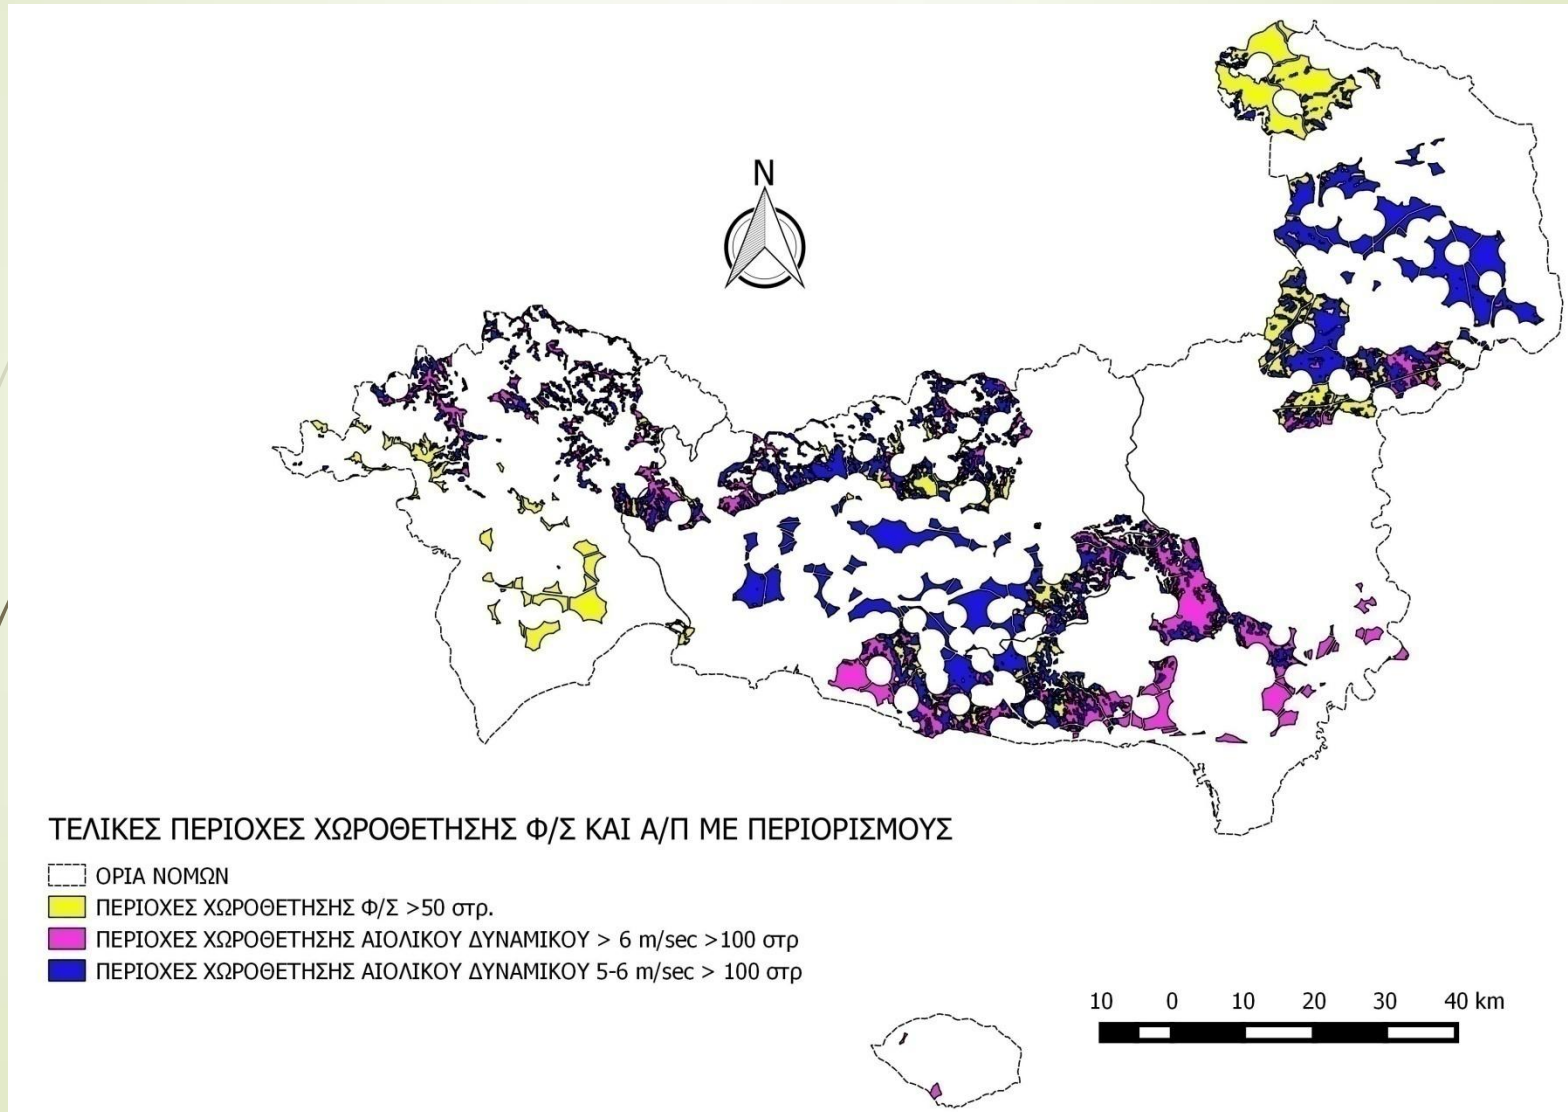 N
ΤΕΛΙΚΕΣ ΠΕΡΙΟΧΕΣ ΧΩΡΟΘΕΤΗΣΗΣ Φ/Σ ΚΑΙ Α/Π ΜΕ ΠΕΡΙΟΡΙΣΜΟΥΣ
ΟΡΙΑ ΝΟΜΩΝ
ΠΕΡΙΟΧΕΣ ΧΩΡΟΘΕΤΗΣΗΣ Φ/Σ >50 στρ.
ΠΕΡΙΟΧΕΣ ΧΩΡΟΘΕΤΗΣΗΣ ΑΙΟΛΙΚΟΥ ΔΥΝΑΜΙΚΟΥ > 6 m/sec >100 στρ
ΠΕΡΙΟΧΕΣ ΧΩΡΟΘΕΤΗΣΗΣ ΑΙΟΛΙΚΟΥ ΔΥΝΑΜΙΚΟΥ 5-6 m/sec > 100 στρ
10 0 10 20 30 40 km